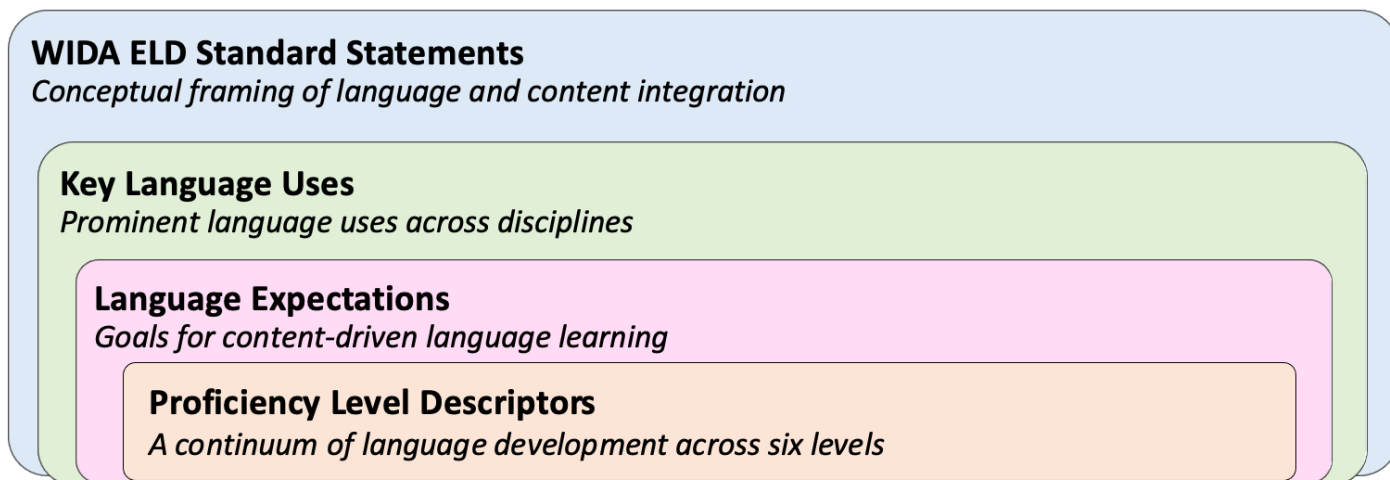 WIDA ELD Standard Statements
Conceptual framing of language and content integration
Key Language Uses
Prominent language uses across disciplines
Language Expectations
Goals for content-driven language learning
Proficiency Level Descriptors
A continuum of language development across six levels